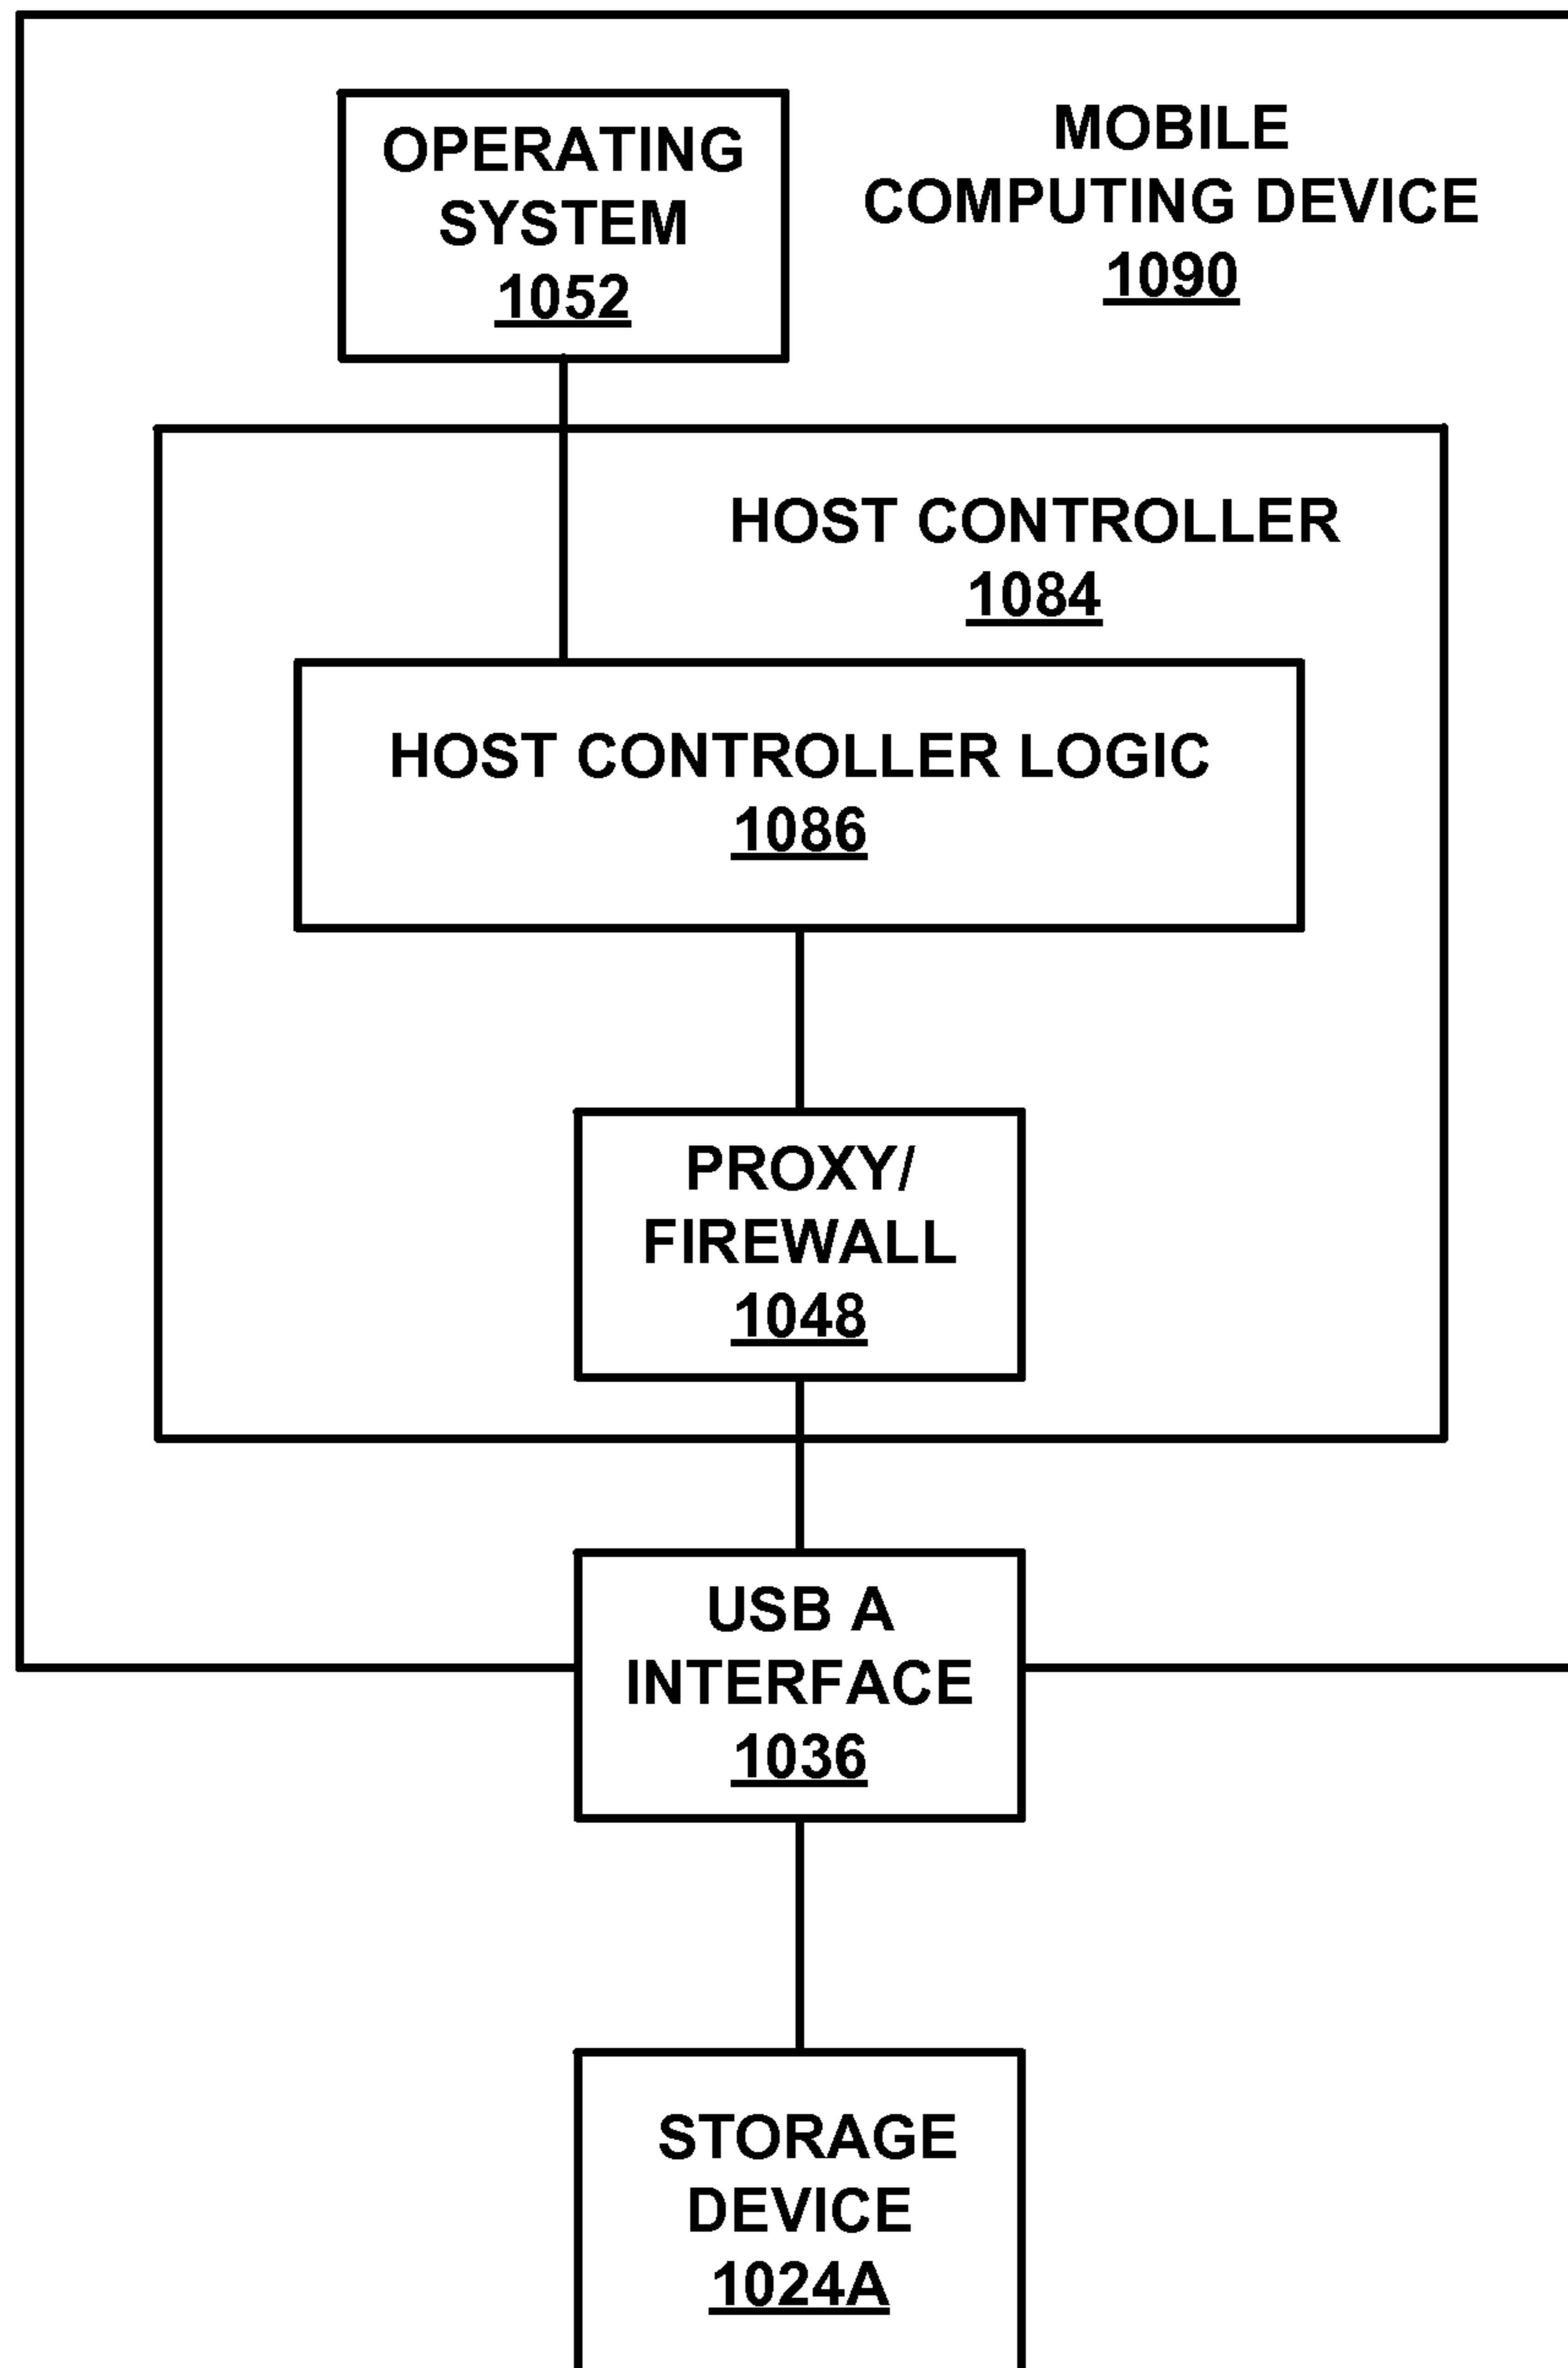 OPERATING
SYSTEM
1052
MOBILE
COMPUTING DEVICE
1090
HOST CONTROLLER
1084
HOST CONTROLLER LOGIC
1086
PROXY/
FIREWALL
1048
USB A
INTERFACE
1036
STORAGE
DEVICE
1024A